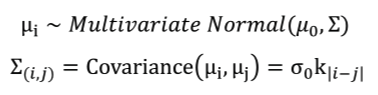 μᵢ ~ Multivariate Normal(μ₀, Σ)
Σ₍ᵢ,ⱼ₎ = Covariance(μᵢ, μⱼ) = σ₀k|ᵢ₋ⱼ|